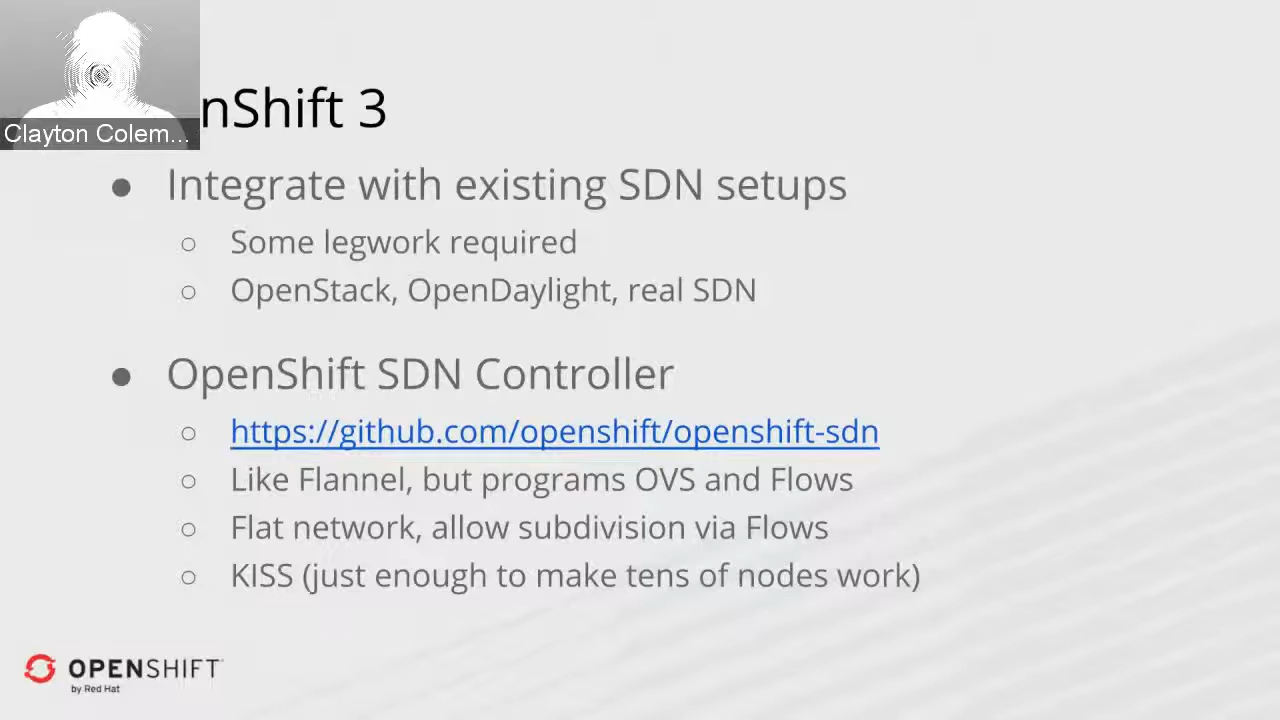 Clayton Colem...
nShift 3
● Integrate with existing SDN setups
○ Some legwork required
○ OpenStack, OpenDaylight, real SDN
● OpenShift SDN Controller
○ https://github.com/openshift/openshift-sdn
○ Like Flannel, but programs OVS and Flows
○ Flat network, allow subdivision via Flows
○ KISS (just enough to make tens of nodes work)
OPENSHIFT
by Red Hat